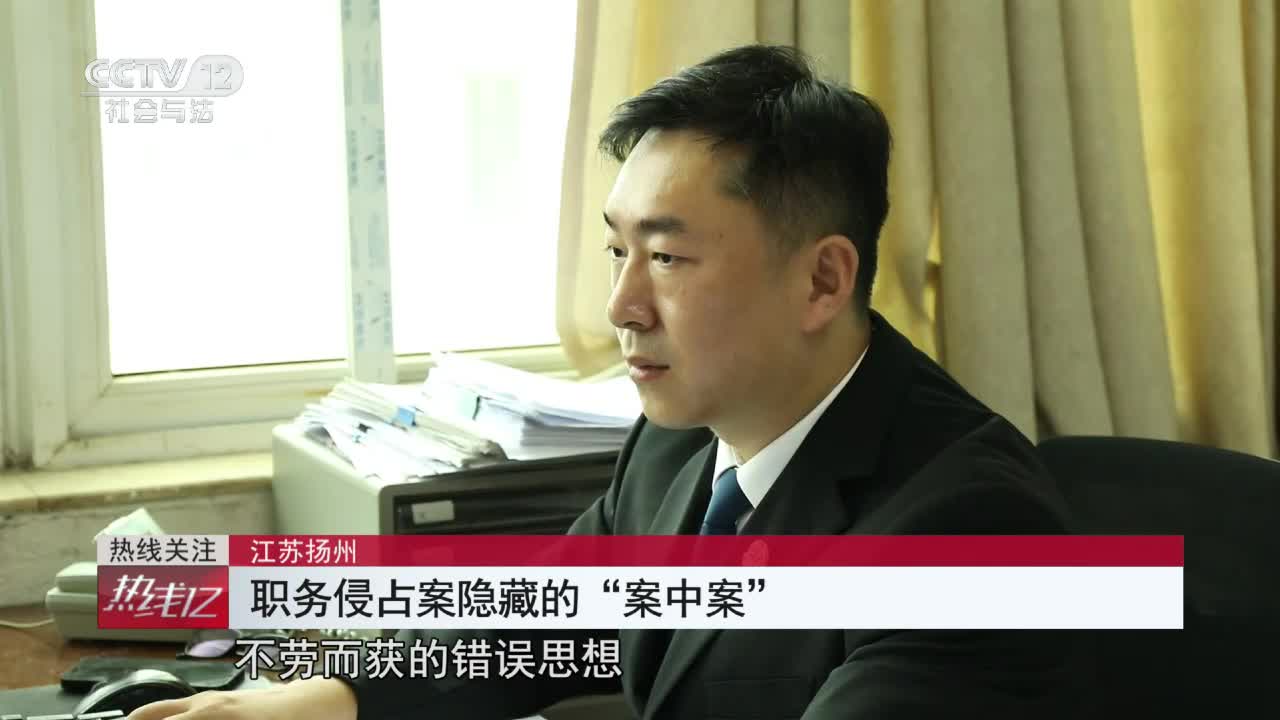 CCTV 12
社会与法
热线关注
江苏扬州
热线12
职务侵占案隐藏的“案中案”
不劳而获的错误思想